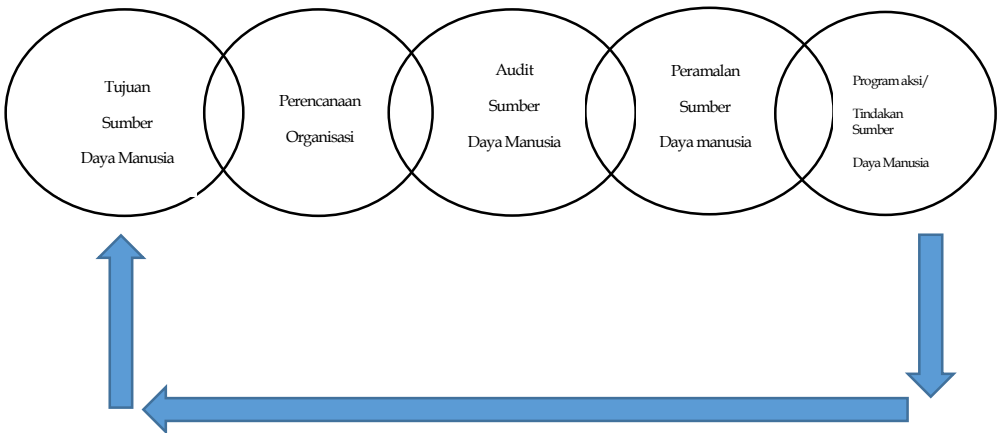 Tujuan
Sumber
Daya Manusia
Perencanaan
Organisasi
Audit
Sumber
Daya Manusia
Peramalan
Sumber
Daya manusia
Program aksi/
Tindakan
Sumber
Daya Manusia